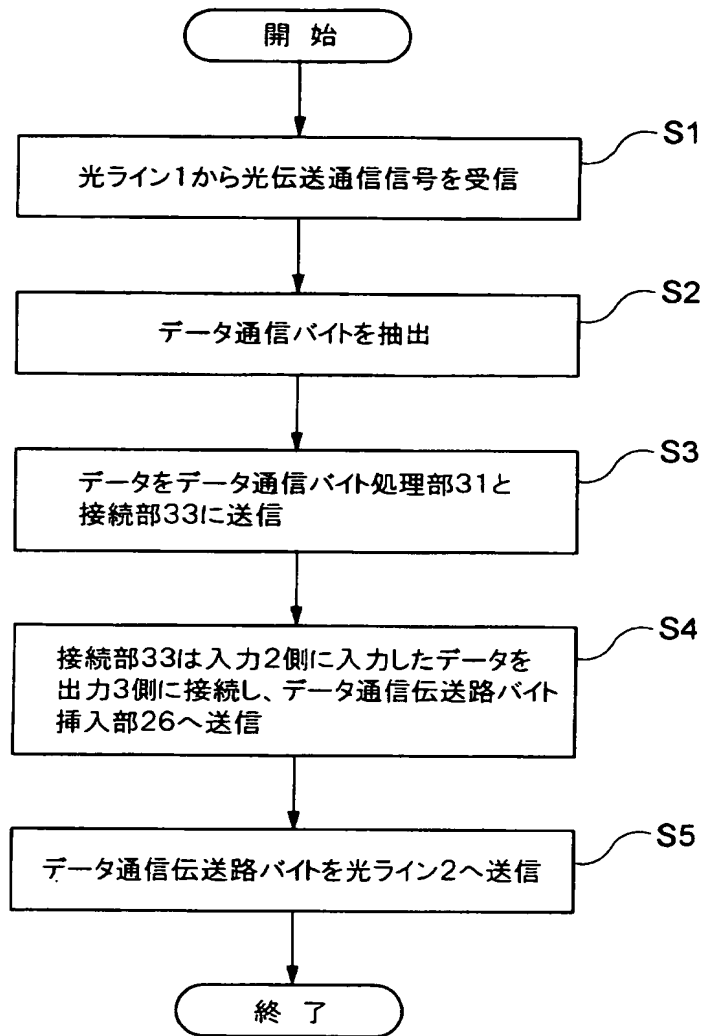 開 始
S1
光ライン1から光伝送通信信号を受信
S2
データ通信バイトを抽出
S3
データをデータ通信バイト処理部31と
接続部33に送信
S4
接続部33は入力2側に入力したデータを
出力3側に接続し、データ通信伝送路バイト
挿入部26へ送信
S5
データ通信伝送路バイトを光ライン2へ送信
終 了